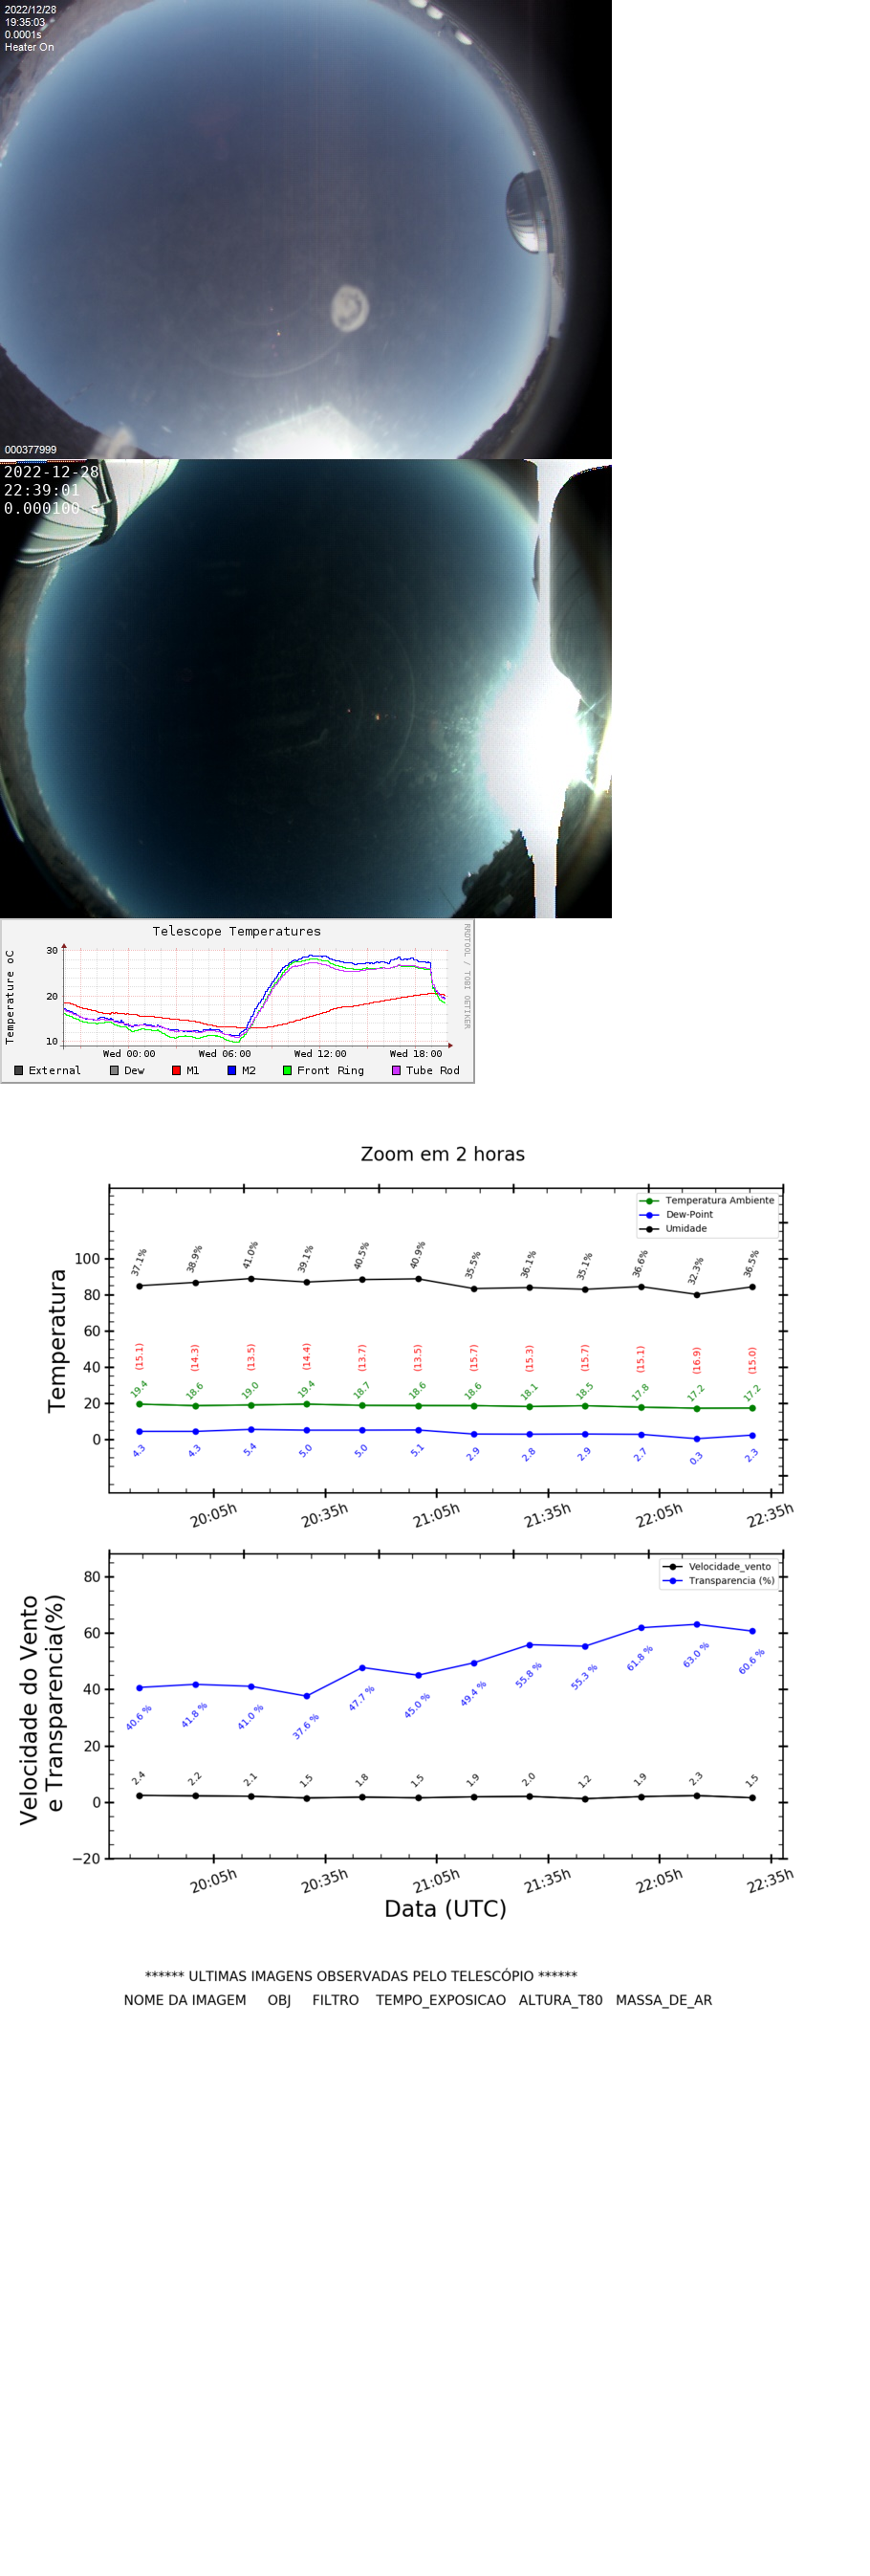 2022/12/28
19:35:03
0.0001s
Heater On
000377999
2022-12-28
22:39:01
0.000100 s
Telescope Temperatures
RRDTOOL / TOBI OETIKER
Temperature oC
30
20
10
Wed 00:00 Wed 06:00 Wed 12:00 Wed 18:00
External Dew M1 M2 Front Ring Tube Rod
Zoom em 2 horas
Temperatura Ambiente
Dew-Point
Umidade
Temperatura
100
80
60
40
20
0
37.1% 38.9% 41.0% 39.1% 40.5% 40.9% 35.5% 36.1% 35.1% 36.6% 32.3% 36.5%
(15.1) (14.3) (13.5) (14.4) (13.7) (13.5) (15.7) (15.3) (15.7) (15.1) (16.9) (15.0)
19.4 18.6 19.0 19.4 18.7 18.6 18.6 18.1 18.5 17.8 17.2 17.2
4.3 4.3 5.4 5.0 5.0 5.1 2.9 2.8 2.9 2.7 0.3 2.3
20:05h 20:35h 21:05h 21:35h 22:05h 22:35h
Velocidade_vento
Transparencia (%)
Velocidade do Vento
e Transparencia(%)
80
60
40
20
0
−20
40.6 % 41.8 % 41.0 % 37.6 % 47.7 % 45.0 % 49.4 % 55.8 % 55.3 % 61.8 % 63.0 % 60.6 %
2.4 2.2 2.1 1.5 1.8 1.5 1.9 2.0 1.2 1.9 2.3 1.5
20:05h 20:35h 21:05h 21:35h 22:05h 22:35h
Data (UTC)
****** ULTIMAS IMAGENS OBSERVADAS PELO TELESCÓPIO ******
NOME DA IMAGEM OBJ FILTRO TEMPO_EXPOSICAO ALTURA_T80 MASSA_DE_AR